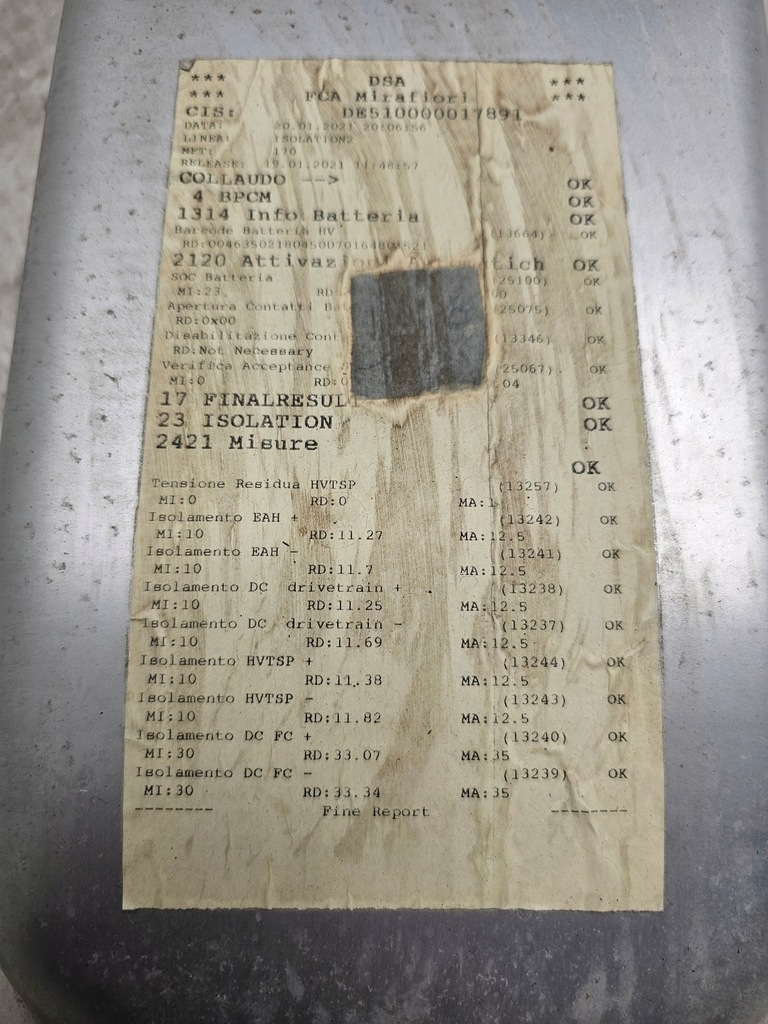 *** DSA ***
*** FCA Mirafiori ***
CIS: DE510000017891
DATA: 20.01.2021 20:06:56
LINEA: ISOLATION2
MET: 170
RELEASE: 19.01.2021 11:48:57
COLLAUDO --> OK
4 BPCM OK
1314 Info Batteria OK
Barcode Batteria HV (13664) OK
2120 OK
SOC Batteria (25100) OK
MI:23
Apertura Contatti (25075) OK
RD:0x00
Disabilitazione (13346) OK
RD:Not Necessary
Verifica Acceptance (25067) OK
MI:0
17 OK
23 ISOLATION OK
2421 Misure
OK
Tensione Residua HVTSP (13257) OK
MI:0 RD:0 MA:1
Isolamento EAH + (13242) OK
MI:10 RD:11.27 MA:12.5
Isolamento EAH - (13241) OK
MI:10 RD:11.7 MA:12.5
Isolamento DC drivetrain + (13238) OK
MI:10 RD:11.25 MA:12.5
Isolamento DC drivetrain - (13237) OK
MI:10 RD:11.69 MA:12.5
Isolamento HVTSP + (13244) OK
MI:10 RD:11.38 MA:12.5
Isolamento HVTSP - (13243) OK
MI:10 RD:11.82 MA:12.5
Isolamento DC FC + (13240) OK
MI:30 RD:33.07 MA:35
Isolamento DC FC - (13239) OK
MI:30 RD:33.34 MA:35
-------- Fine Report --------